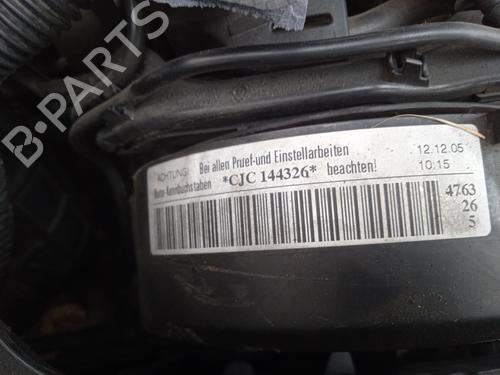 ACHTUNG!
Bei allen Pruef-und Einstellarbeiten
12.12.05
Motor-Kennbuchstaben *CJC 144326* beachten!
10:15
4763
26
5
B-PARTS